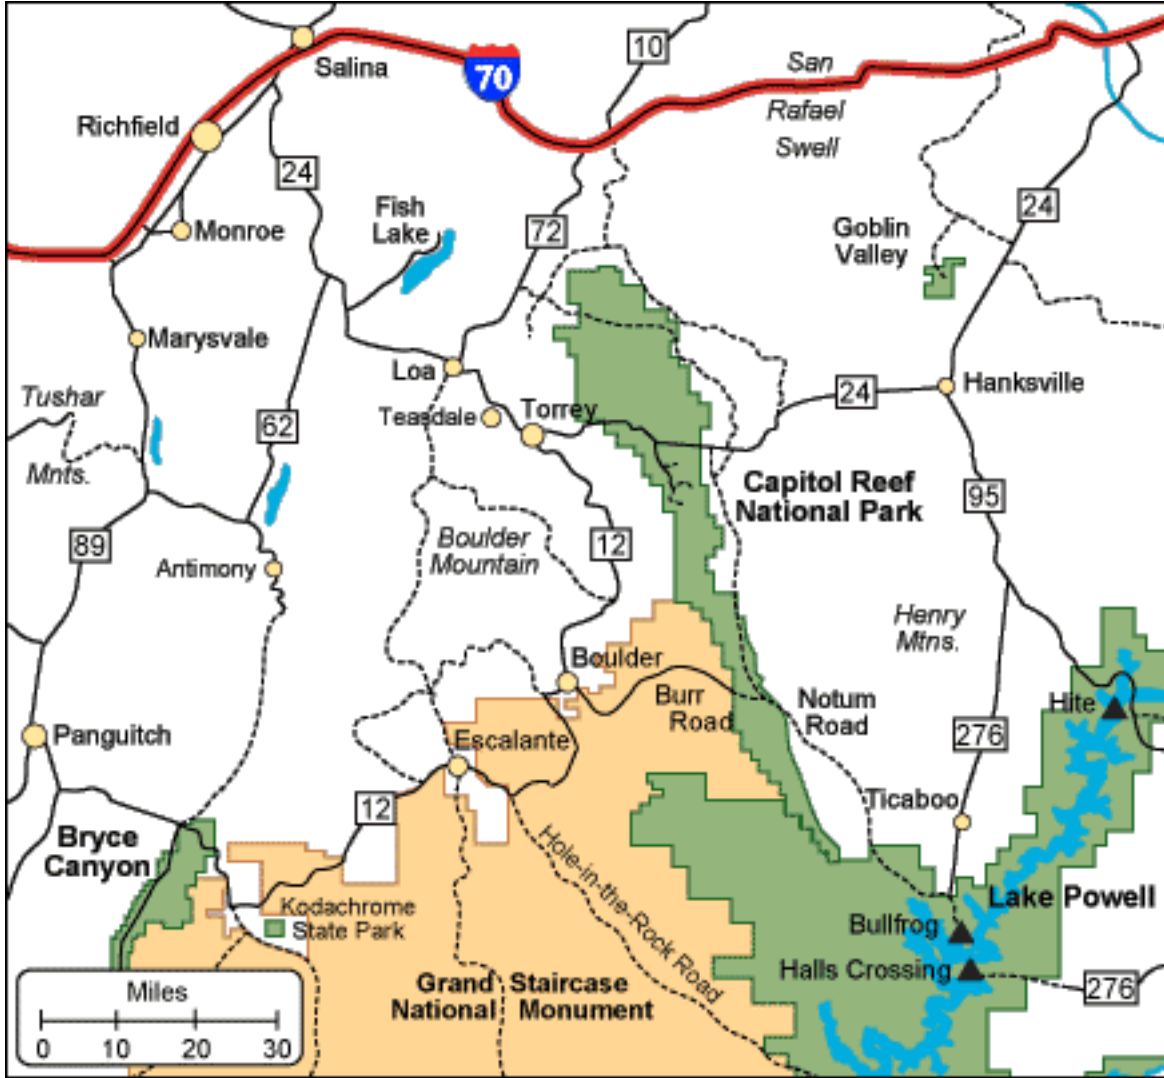 10
San
Salina
70
Rafael
Richfield
Swell
24
Fish
Lake
24
Monroe
72
Goblin
Valley
Marysvale
Loa
Hanksville
24
Tushar
Teasdale
Torrey
62
Mnts.
Capitol Reef
National Park
95
89
Boulder
Mountain
12
Antimony
Henry
Mtns.
Boulder
Burr
Road
Notum
Road
Hite
Panguitch
Escalante
276
Ticaboo
12
Bryce
Canyon
Hole-in-the-Rock Road
Lake Powell
Kodachrome
State Park
Bullfrog
Halls Crossing
Grand Staircase
National Monument
276
Miles
0 10 20 30